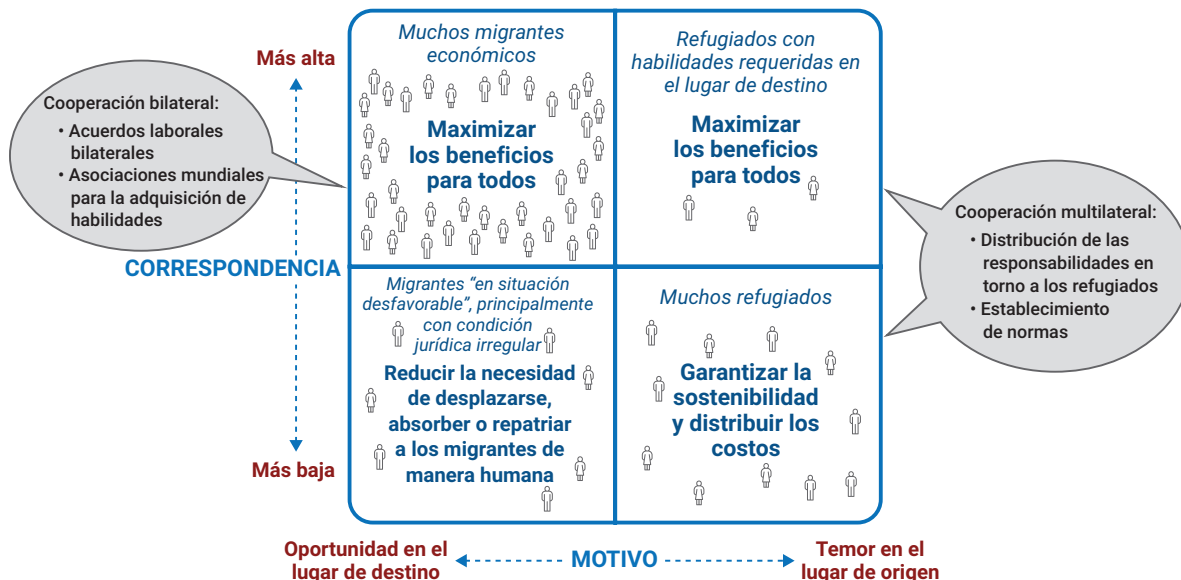 Muchos migrantes
económicos
Refugiados con
habilidades requeridas en
el lugar de destino
Más alta
Cooperación bilateral:
• Acuerdos laborales
bilaterales
• Asociaciones mundiales
para la adquisición de
habilidades
Maximizar
los beneficios
para todos
Maximizar
los beneficios
para todos
Cooperación multilateral:
• Distribución de las
responsabilidades en
torno a los refugiados
• Establecimiento
de normas
CORRESPONDENCIA
Migrantes “en situación
desfavorable”, principalmente
con condición
jurídica irregular
Muchos refugiados
Reducir la necesidad
de desplazarse,
absorber o repatriar
a los migrantes de
manera humana
Garantizar la
sostenibilidad
y distribuir los
costos
Más baja
Oportunidad en el
lugar de destino
MOTIVO
Temor en el
lugar de origen